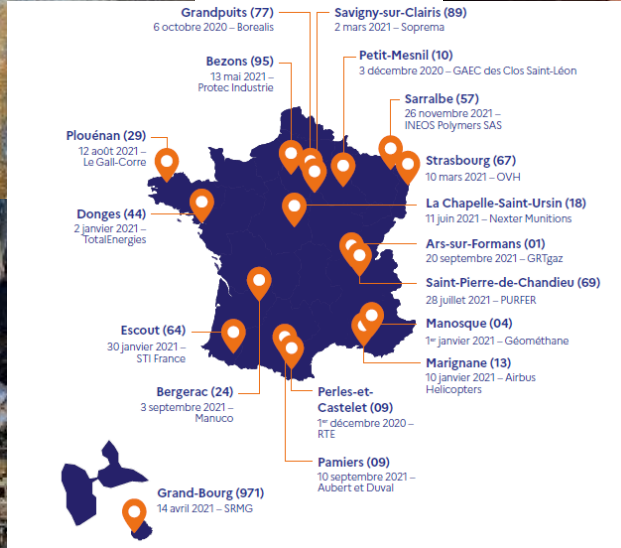 Grandpuits (77)
6 octobre 2020 – Borealis
Savigny-sur-Clairis (89)
2 mars 2021 – Soprema
Bezons (95)
13 mai 2021 –
Protec Industrie
Petit-Mesnil (10)
3 décembre 2020 – GAEC des Clos Saint-Léon
Sarralbe (57)
26 novembre 2021 –
INEOS Polymers SAS
Plouénan (29)
12 août 2021 –
Le Gall-Corre
Strasbourg (67)
10 mars 2021 – OVH
La Chapelle-Saint-Ursin (18)
11 juin 2021 – Nexter Munitions
Donges (44)
2 janvier 2021 –
TotalEnergies
Ars-sur-Formans (01)
20 septembre 2021 – GRTgaz
Saint-Pierre-de-Chandieu (69)
28 juillet 2021 – PURFER
Manosque (04)
1er janvier 2021 – Géométhane
Escout (64)
30 janvier 2021 –
STI France
Marignane (13)
10 janvier 2021 – Airbus
Helicopters
Bergerac (24)
3 septembre 2021 –
Manuco
Perles-et-
Castelet (09)
1er décembre 2020 –
RTE
Pamiers (09)
10 septembre 2021 –
Aubert et Duval
Grand-Bourg (971)
14 avril 2021 – SRMG